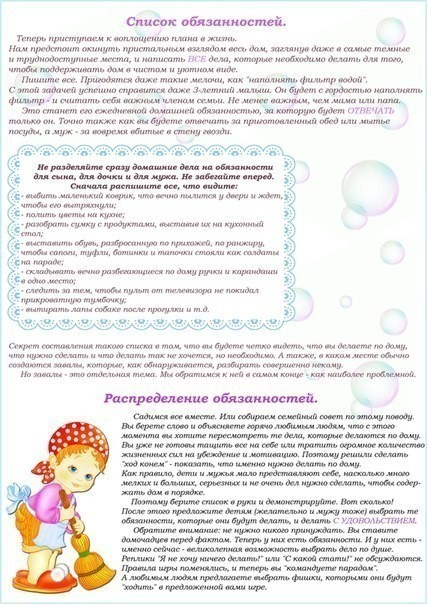 Список обязанностей.
Теперь приступаем к воплощению плана в жизнь.
Нам предстоит окинуть пристальным взглядом весь дом, заглянув даже в самые темные
и труднодоступные места, и написать ВСЕ дела, которые необходимо делать для того,
чтобы поддерживать дом в чистом и уютном виде.
Пишите все. Пригодятся даже такие мелочи, как "наполнять фильтр водой".
С этой задачей успешно справится даже 3-летний малыш. Он будет с гордостью наполнять
фильтр - и считать себя важным членом семьи. Не менее важным, чем мама или папа.
Это станет его ежедневной домашней обязанностью, за которую будет ОТВЕЧАТЬ
только он. Точно также как вы будете отвечать за приготовленный обед или мытье
посуды, а муж - за вовремя вбитые в стену гвозди.
Не разделяйте сразу домашние дела на обязанности
для сына, для дочки и для мужа. Не забегайте вперед.
Сначала распишите все, что видите:
- выбить маленький коврик, что вечно пылится у двери и ждет,
чтобы его вытряхнули;
- полить цветы на кухне;
- разобрать сумку с продуктами, выставив их на кухонный
стол;
- выставить обувь, разбросанную по прихожей, по ранжиру,
чтобы сапоги, туфли, ботинки и тапочки стояли как солдаты
на параде;
- складывать вечно разбегающиеся по дому ручки и карандаши
в одно место;
- следить за тем, чтобы пульт от телевизора не покидал
прикроватную тумбочку;
- вытирать лапы собаке после прогулки и т.д.
Секрет составления такого списка в том, что вы будете четко видеть, что вы делаете по дому,
что нужно сделать и что делать так не хочется, но необходимо. А также, в каком месте обычно
создаются завалы, которые, как обнаруживается, разбирать совершенно некому.
Но завалы - это отдельная тема. Мы обратимся к ней в самом конце - как наиболее проблемной.
Распределение обязанностей.
Садимся все вместе. Или собираем семейный совет по этому поводу.
Вы берете слово и объясняете горячо любимым людям, что с этого
момента вы хотите пересмотреть те дела, которые делаются по дому.
Вы уже не готовы тащить все на себе или тратить огромное количество
жизненных сил на убеждение и мотивацию. Поэтому решили сделать
"ход конем" - показать, что именно нужно делать по дому.
Как правило, дети и мужья мало представляют себе, насколько много
мелких и больших, серьезных и не очень дел нужно сделать, чтобы содер-
жать дом в порядке.
Поэтому берите список в руки и демонстрируйте. Вот сколько!
После этого предложите детям (желательно и мужу тоже) выбрать те
обязанности, которые они будут делать, и делать С УДОВОЛЬСТВИЕМ.
Обратите внимание: не нужно никого принуждать. Вы ставите
домочадцев перед фактом. Теперь у них есть обязанности. И у них есть -
именно сейчас - великолепная возможность выбрать дело по душе.
Реплики "Я не хочу ничего делать!" или "С какой стати!" не обсуждаются.
Правила игры поменялись, и теперь вы "командуете парадом".
А любимым людям предлагаете выбрать фишки, которыми они будут
"ходить" в предложенной вами игре.